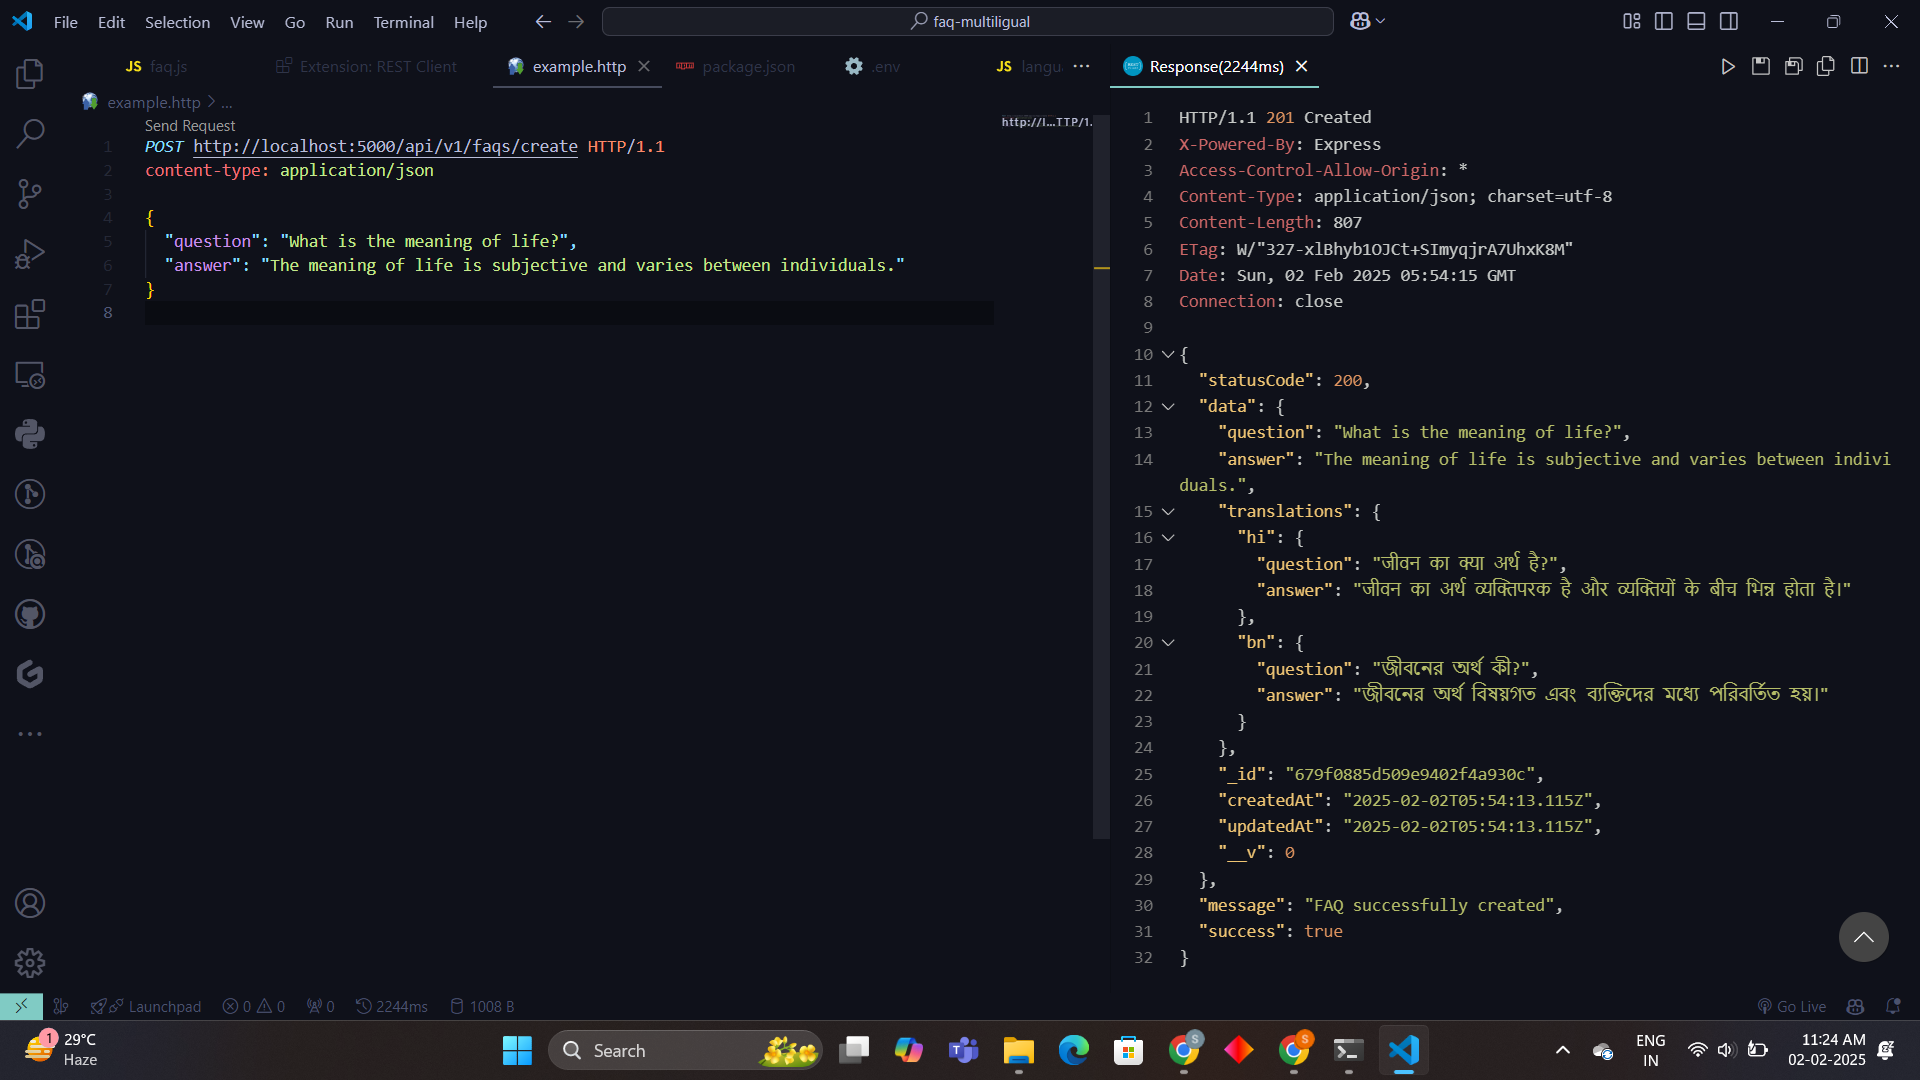 File Edit Selection View Go Run Terminal Help
faq-multiligual
JS faq.js
Extension: REST Client
example.http
package.json
.env
JS langu
Response(2244ms)
example.http > ...
Send Request
1 POST http://localhost:5000/api/v1/faqs/create HTTP/1.1
2 content-type: application/json
3
4 {
5 "question": "What is the meaning of life?",
6 "answer": "The meaning of life is subjective and varies between individuals."
7 }
8
http://l…TTP/1.
1 HTTP/1.1 201 Created
2 X-Powered-By: Express
3 Access-Control-Allow-Origin: *
4 Content-Type: application/json; charset=utf-8
5 Content-Length: 807
6 ETag: W/"327-xlBhyb1OJCt+SImyqjrA7UhxK8M"
7 Date: Sun, 02 Feb 2025 05:54:15 GMT
8 Connection: close
9
10 {
11 "statusCode": 200,
12 "data": {
13 "question": "What is the meaning of life?",
14 "answer": "The meaning of life is subjective and varies between indivi
duals.",
15 "translations": {
16 "hi": {
17 "question": "जीवन का क्या अर्थ है?",
18 "answer": "जीवन का अर्थ व्यक्तिपरक है और व्यक्तियों के बीच भिन्न होता है।"
19 },
20 "bn": {
21 "question": "জীবনের অর্থ কী?",
22 "answer": "জীবনের অর্থ বিষয়গত এবং ব্যক্তিদের মধ্যে পরিবর্তিত হয়।"
23 }
24 },
25 "_id": "679f0885d509e9402f4a930c",
26 "createdAt": "2025-02-02T05:54:13.115Z",
27 "updatedAt": "2025-02-02T05:54:13.115Z",
28 "__v": 0
29 },
30 "message": "FAQ successfully created",
31 "success": true
32 }
Launchpad 0 0 0 2244ms 1008 B
Go Live
1
29°C
Haze
Search
S
S
ENG
IN
11:24 AM
02-02-2025